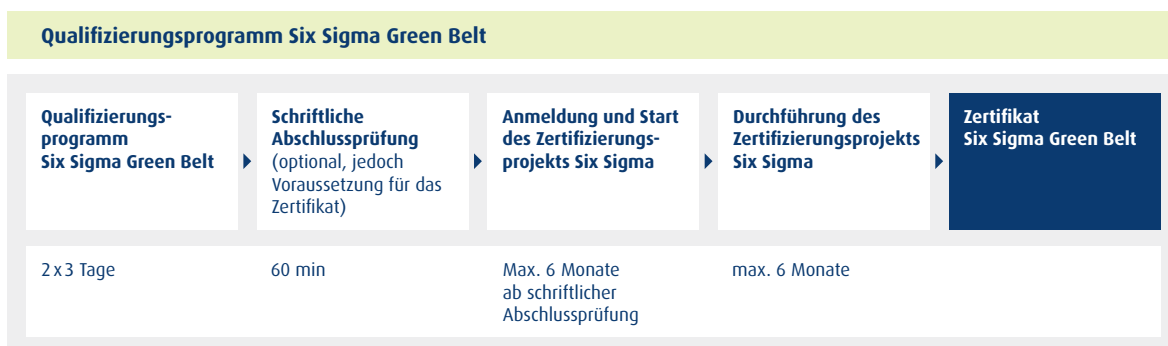 Qualifizierungsprogramm Six Sigma Green Belt
Qualifizierungs-
programm
Six Sigma Green Belt
Schriftliche
Abschlussprüfung
(optional, jedoch
Voraussetzung für das
Zertifikat)
Anmeldung und Start
des Zertifizierungs-
projekts Six Sigma
Durchführung des
Zertifizierungsprojekts
Six Sigma
Zertifikat
Six Sigma Green Belt
2 x 3 Tage
60 min
Max. 6 Monate
ab schriftlicher
Abschlussprüfung
max. 6 Monate